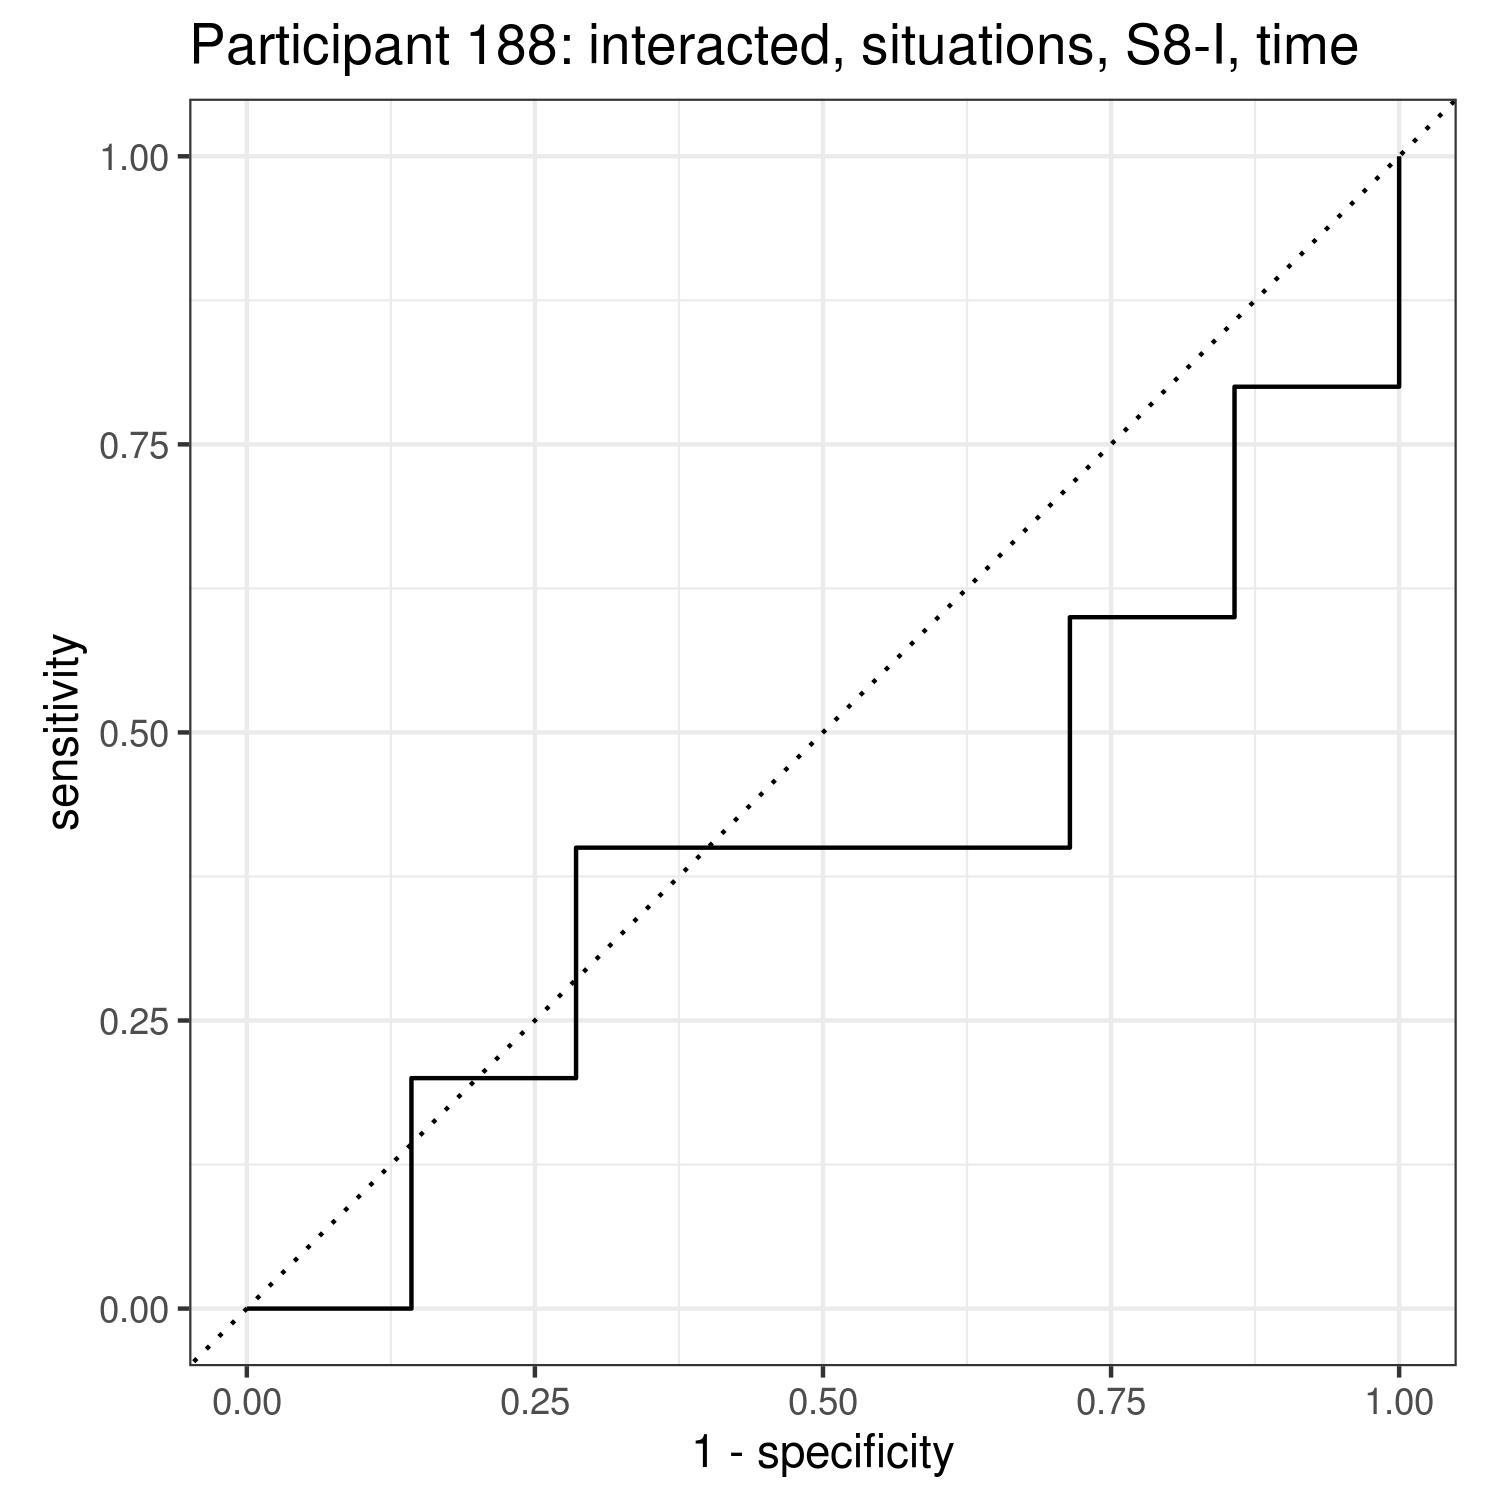 Participant 188: interacted, situations, S8-I, time
1.00
0.75
0.50
0.25
0.00
sensitivity
0.00 0.25 0.50 0.75 1.00
1 - specificity